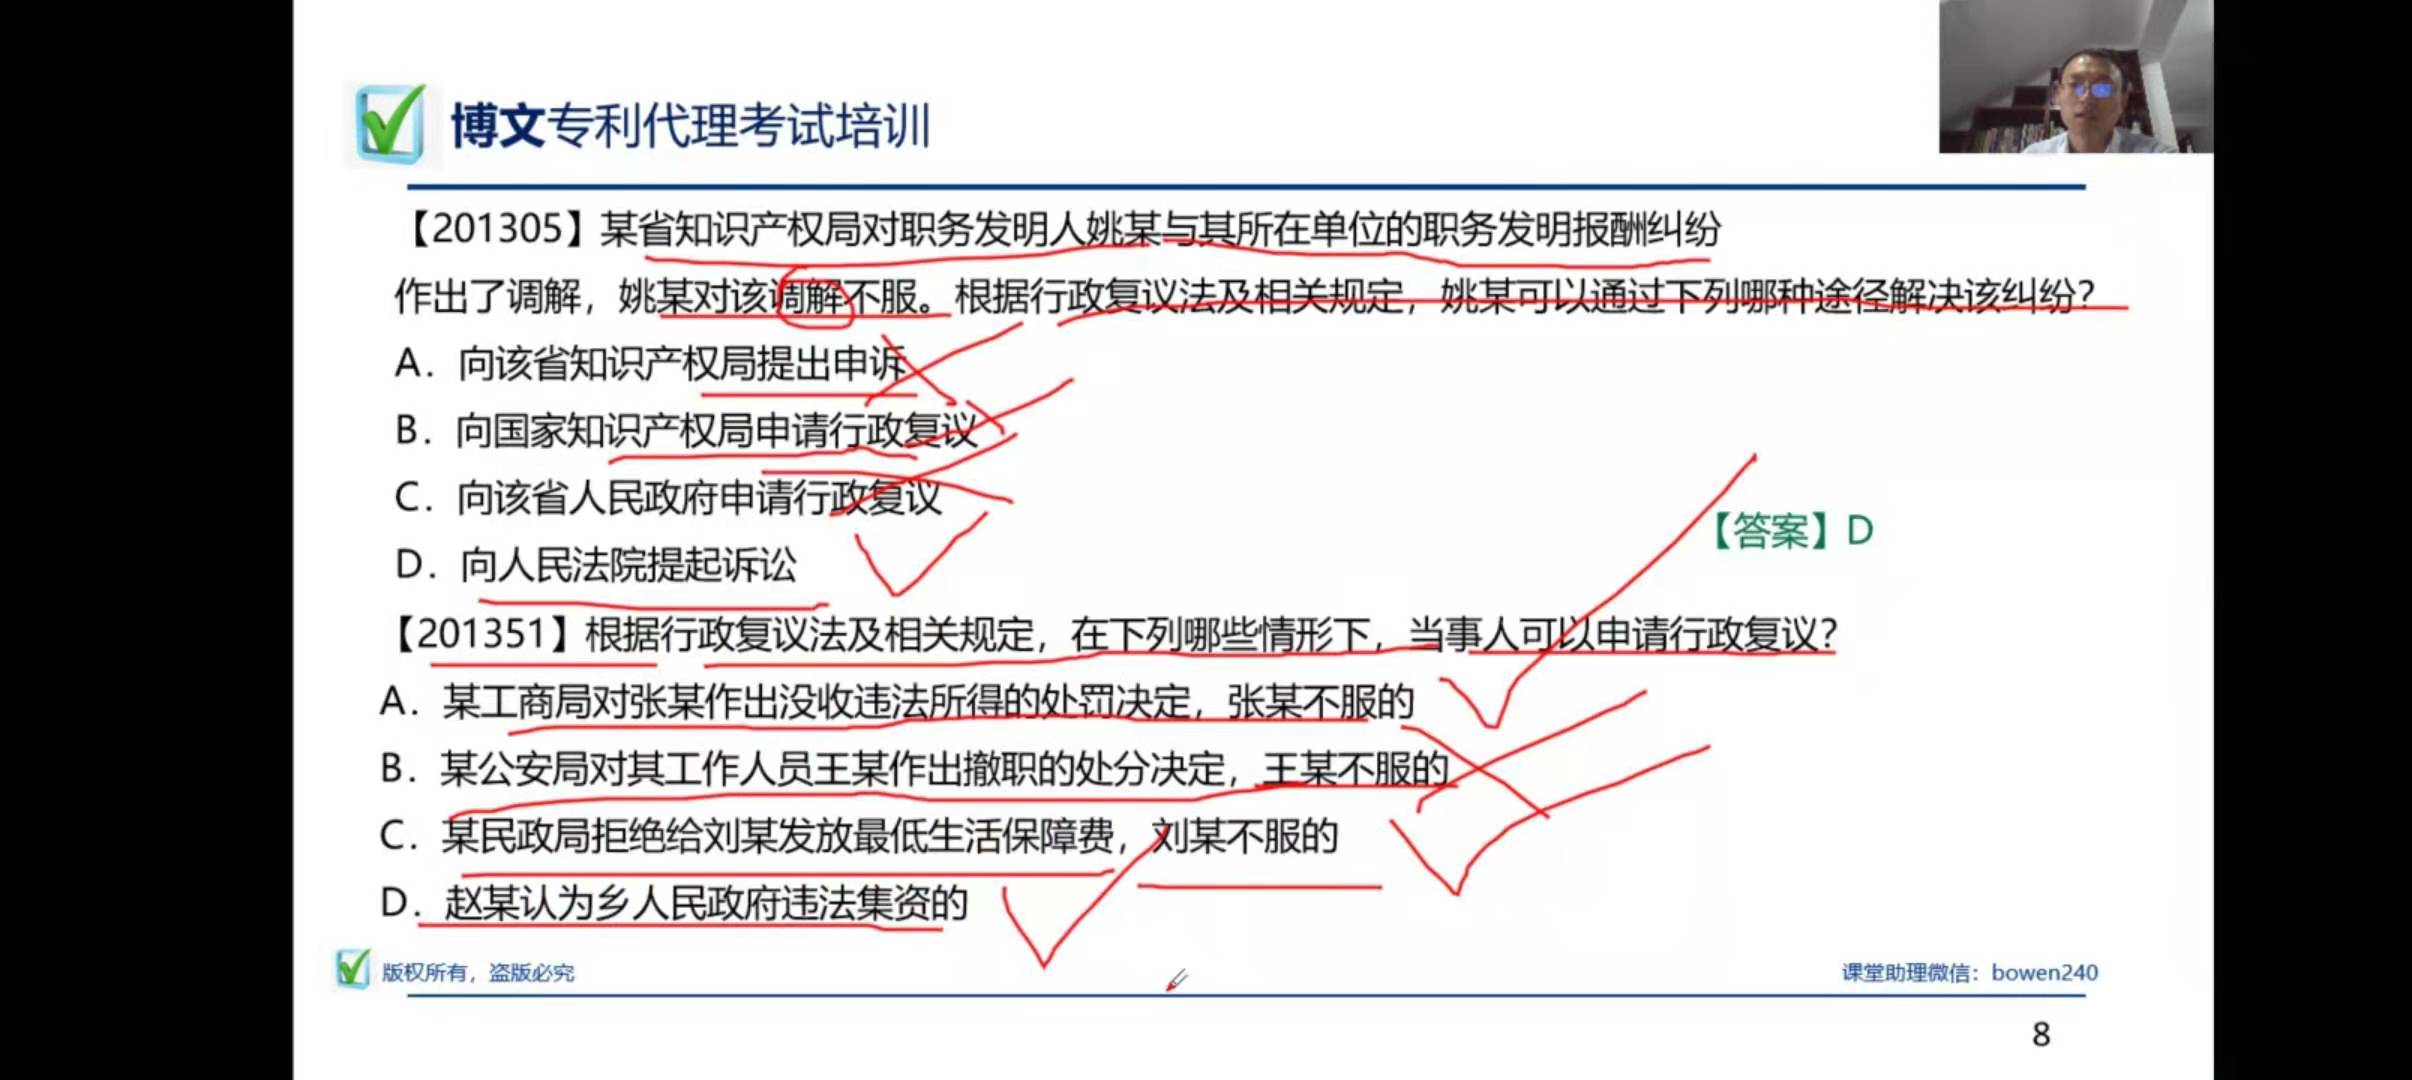 博文专利代理考试培训
【201305】某省知识产权局对职务发明人姚某与其所在单位的职务发明报酬纠纷
作出了调解，姚某对该调解不服。根据行政复议法及相关规定，姚某可以通过下列哪种途径解决该纠纷？
A．向该省知识产权局提出申诉
B．向国家知识产权局申请行政复议
C．向该省人民政府申请行政复议
D．向人民法院提起诉讼
【答案】D
【201351】根据行政复议法及相关规定，在下列哪些情形下，当事人可以申请行政复议？
A．某工商局对张某作出没收违法所得的处罚决定，张某不服的
B．某公安局对其工作人员王某作出撤职的处分决定，王某不服的
C．某民政局拒绝给刘某发放最低生活保障费，刘某不服的
D．赵某认为乡人民政府违法集资的
版权所有，盗版必究
课堂助理微信：bowen240
8